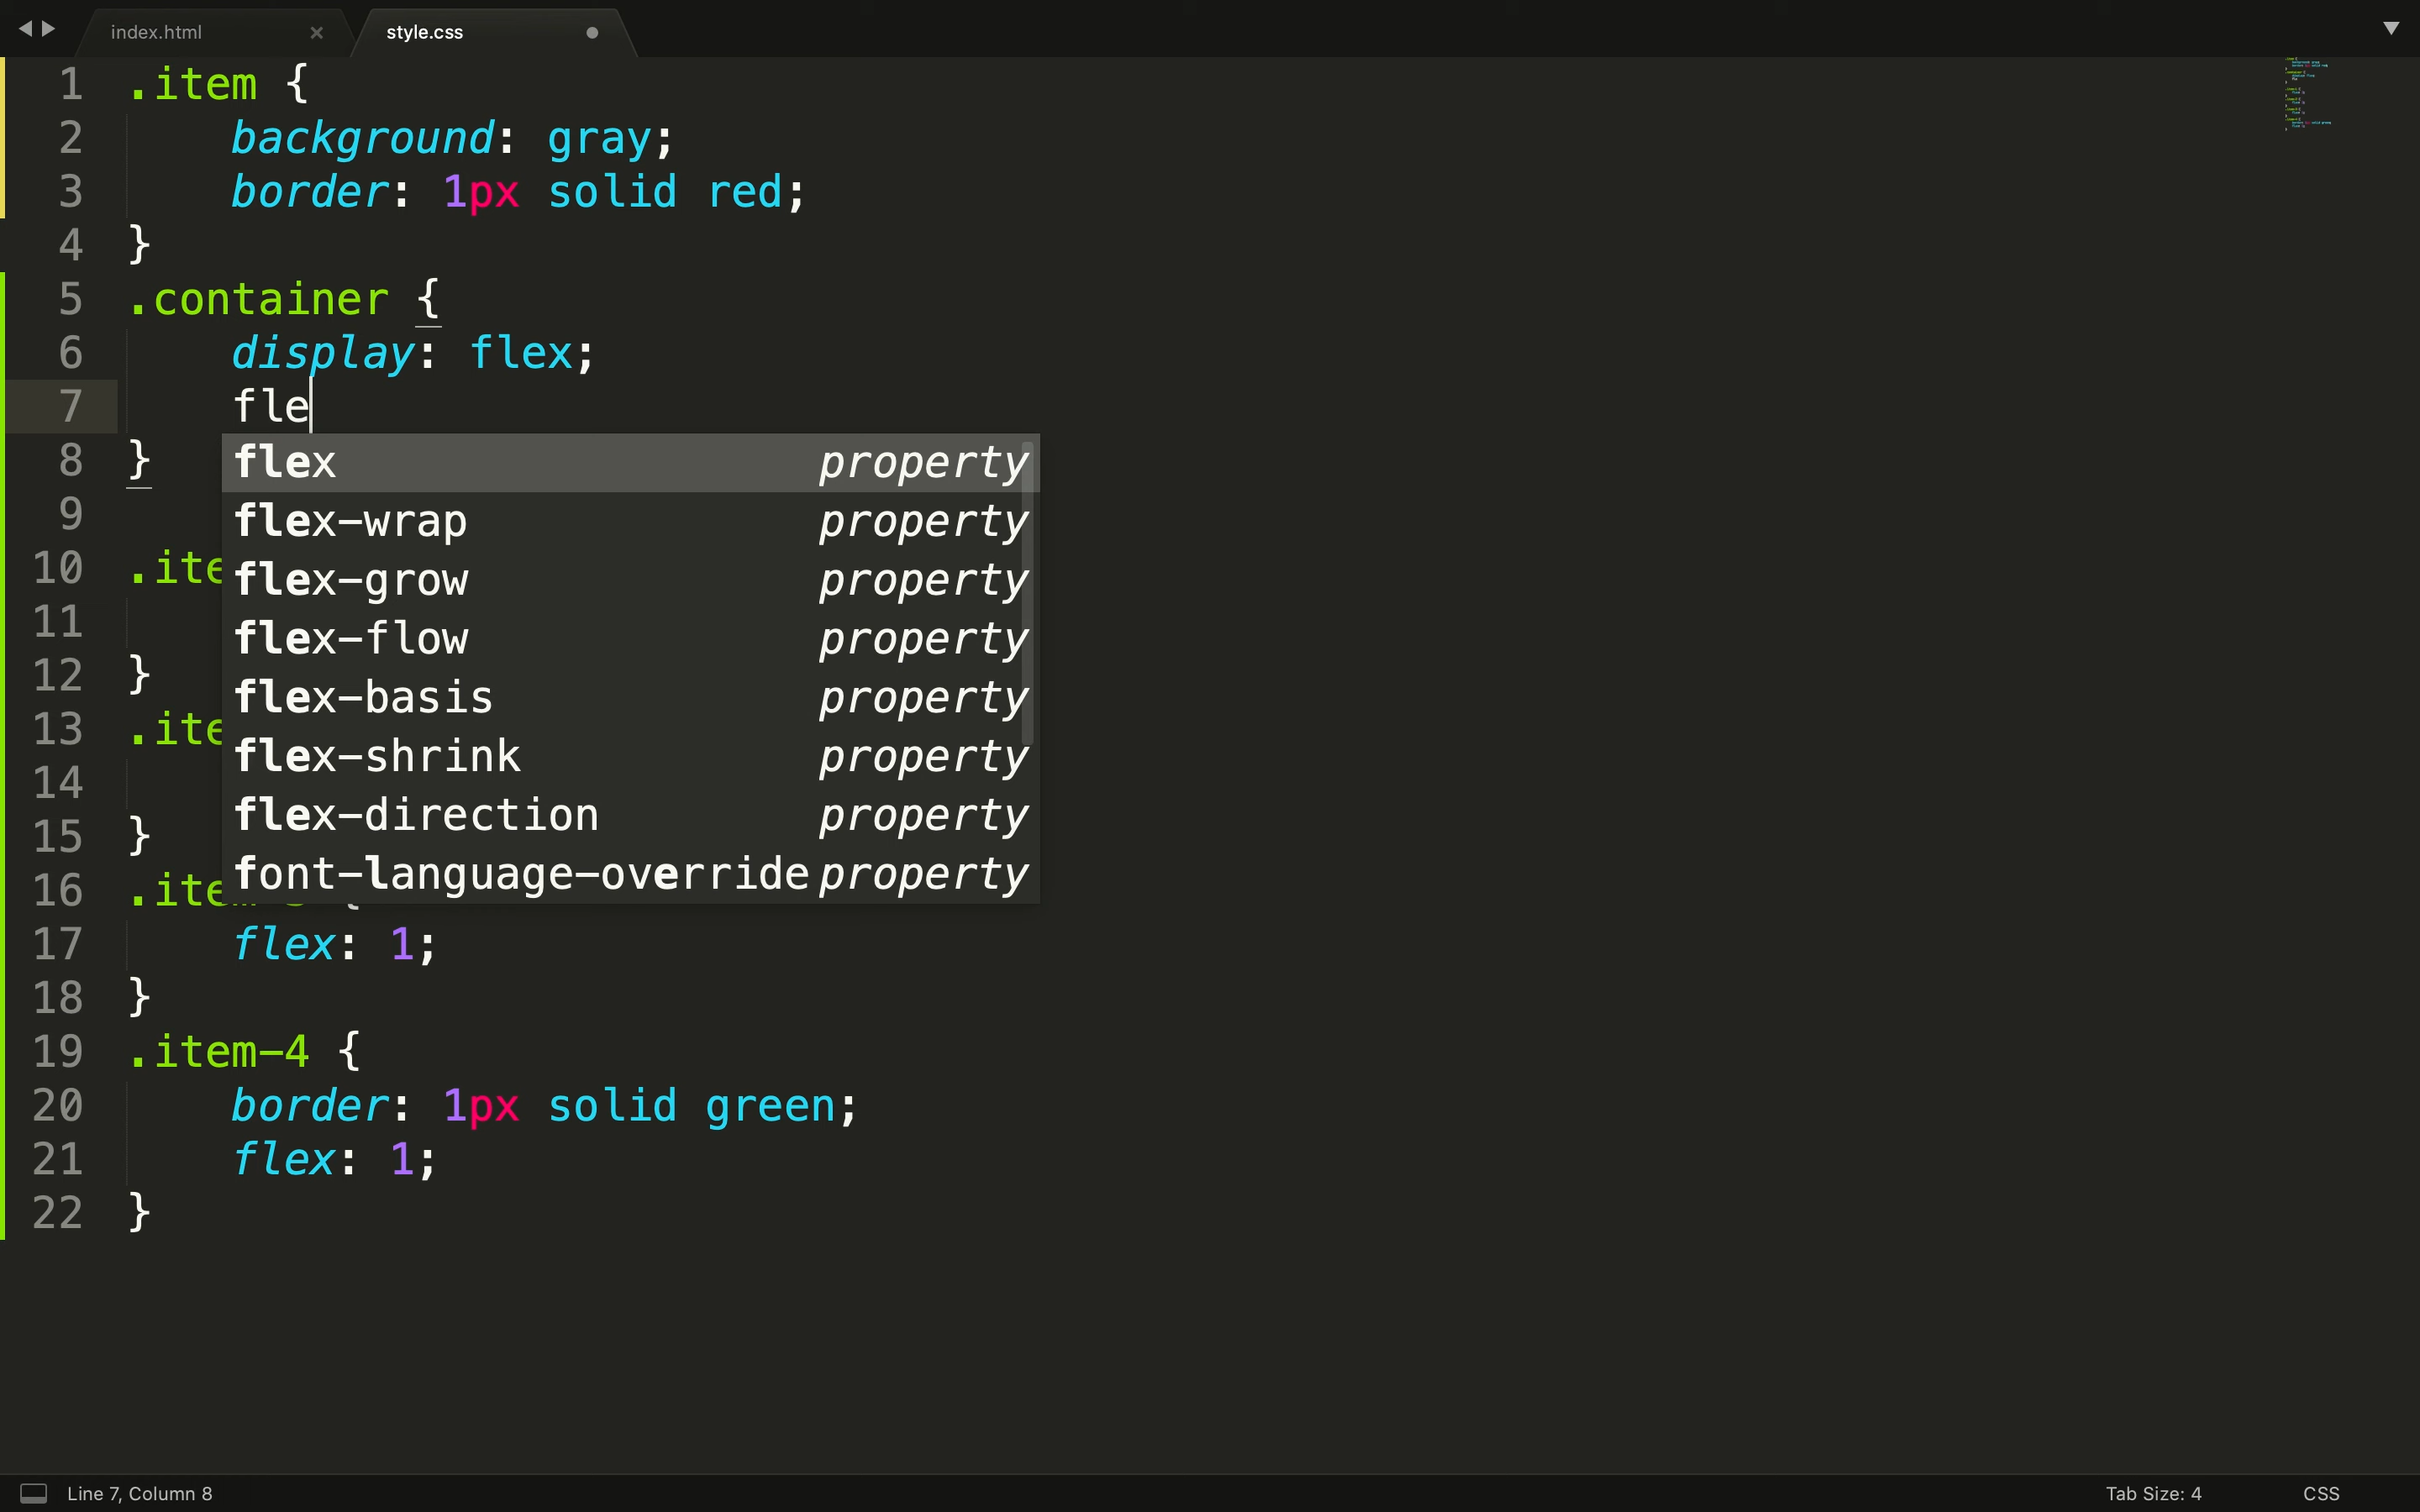 index.html
style.css
1 .item {
2 background: gray;
3 border: 1px solid red;
4 }
5 .container {
6 display: flex;
7 fle
flex property
8 }
flex-wrap property
9
10 .ite
flex-grow property
11
flex-flow property
12 }
flex-basis property
13 .ite
flex-shrink property
14
flex-direction property
15 }
font-language-override property
16 .ite
17 flex: 1;
18 }
19 .item-4 {
20 border: 1px solid green;
21 flex: 1;
22 }
Line 7, Column 8
Tab Size: 4
CSS